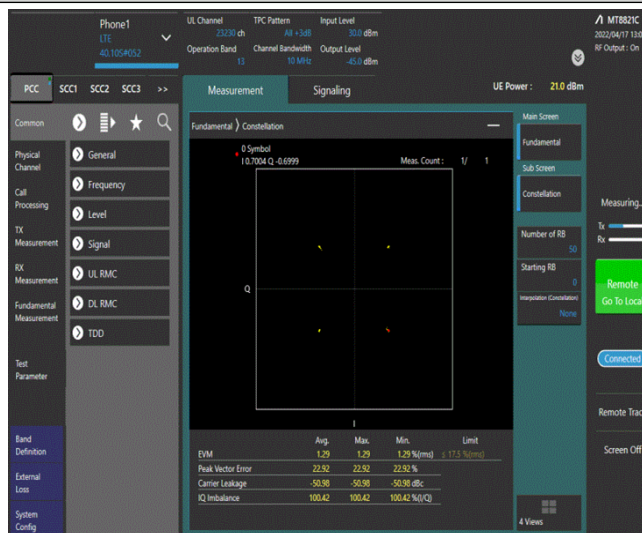 Phone1
LTE
40.10S#052
UL Channel
23230 ch
TPC Pattern
All +3dB
Input Level
30.0 dBm
Operation Band
13
Channel Bandwidth
10 MHz
Output Level
-45.0 dBm
MT8821C
2022/04/17 13:0
RF Output : On
PCC
SCC1
SCC2
SCC3
>>
Measurement
Signaling
UE Power :
21.0 dBm
Common
Physical
Channel
Call
Processing
TX
Measurement
RX
Measurement
Fundamental
Measurement
Test
Parameter
Band
Definition
External
Loss
System
Config
General
Frequency
Level
Signal
UL RMC
DL RMC
TDD
Fundamental
Constellation
0 Symbol
I 0.7004 Q -0.6999
Meas. Count :
1/
1
Q
I
Avg.
Max.
Min.
Limit
EVM
1.29
1.29
1.29 %(rms)
≤ 17.5 %(rms)
Peak Vector Error
22.92
22.92
22.92 %
Carrier Leakage
-50.98
-50.98
-50.98 dBc
IQ Imbalance
100.42
100.42
100.42 %(I/Q)
Main Screen
Fundamental
Sub Screen
Constellation
Number of RB
50
Starting RB
0
Interpolation (Constellation)
None
4 Views
Measuring..
Tx
Rx
Remote
Go To Local
Connected
Remote Trac
Screen Off